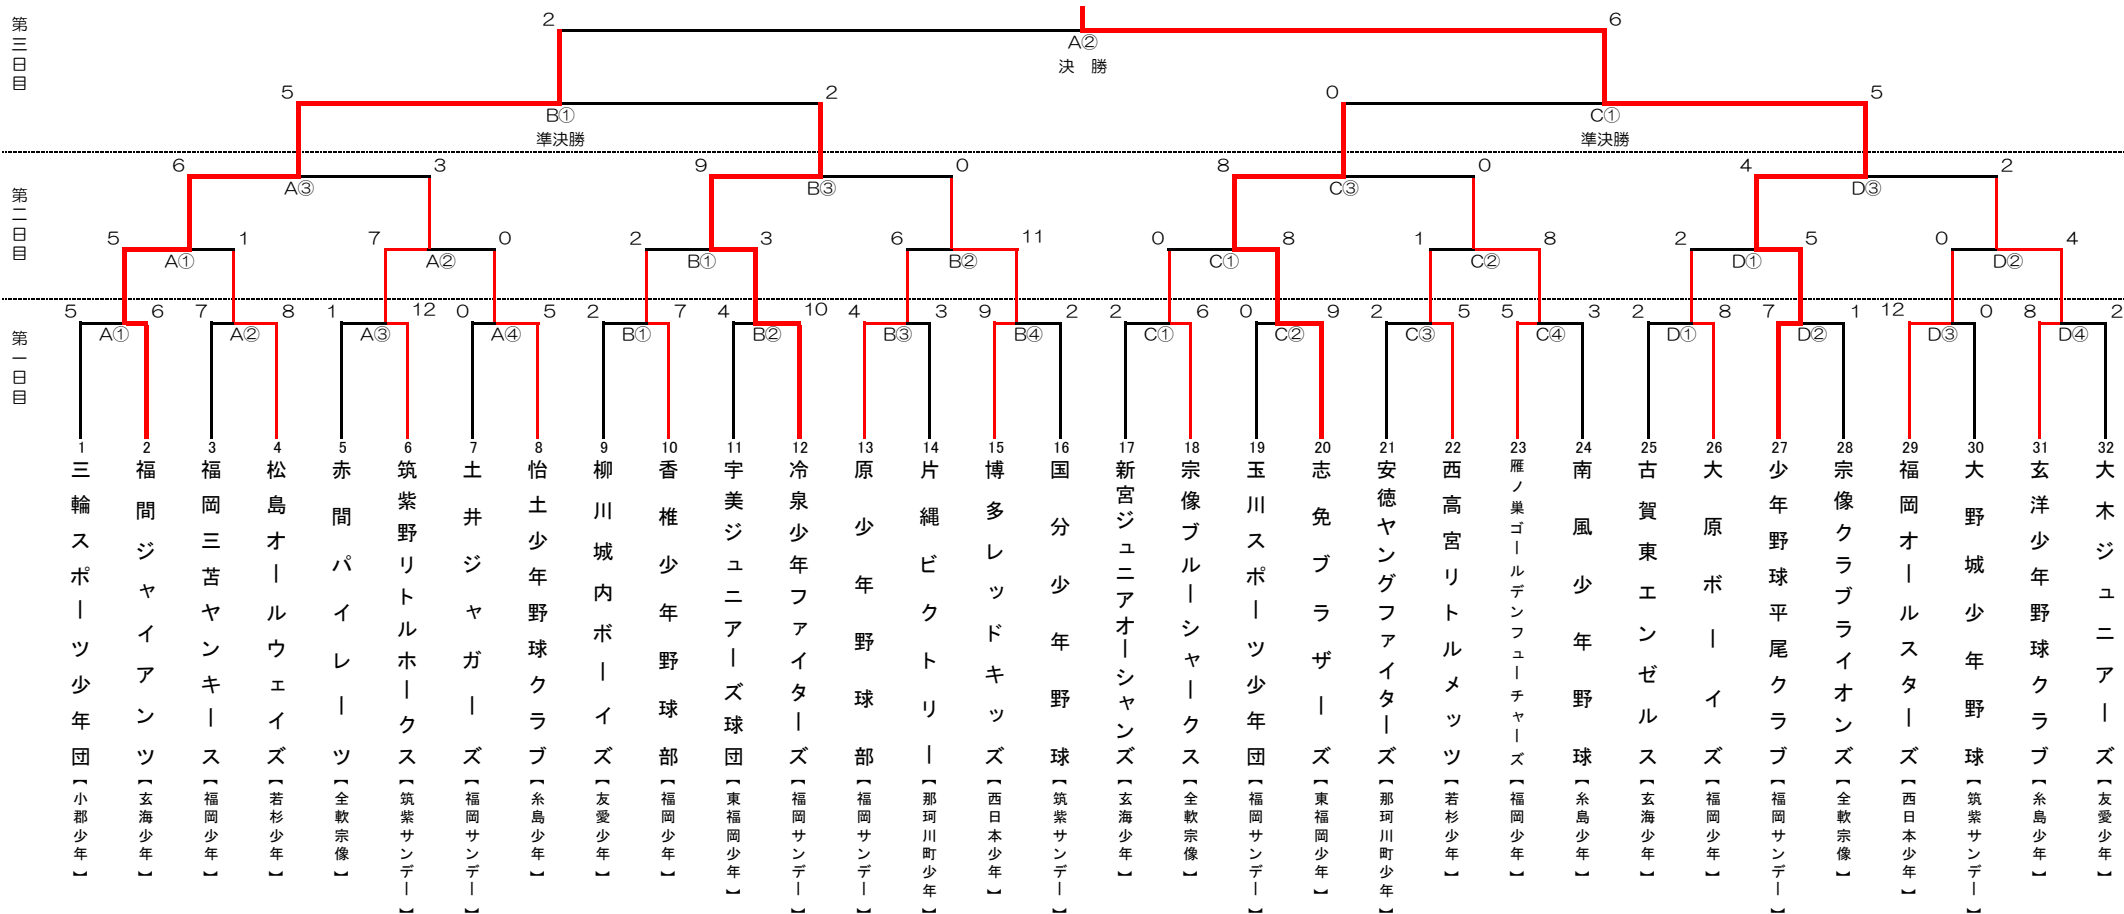 2 6
A②
決 勝
第三日目
5 2 0 5
B① C①
準決勝 準決勝
6 3 9 0 8 0 4 2
A③ B③ C③ D③
第二日目
5 1 7 0 2 3 6 11 0 8 1 8 2 5 0 4
A① A② B① B② C① C② D① D②
第一日目
5 6 7 8 1 12 0 5 2 7 4 10 4 3 9 2 2 6 0 9 2 5 5 3 2 8 7 1 12 0 8 2
A① A② A③ A④ B① B② B③ B④ C① C② C③ C④ D① D② D③ D④
1 三輪スポーツ少年団【小郡少年】
2 福間ジャイアンツ【玄海少年】
3 福岡三苫ヤンキース【福岡少年】
4 松島オールウェイズ【若杉少年】
5 赤間パイレーツ【全軟宗像】
6 筑紫野リトルホークス【筑紫サンデー】
7 土井ジャガーズ【福岡サンデー】
8 怡土少年野球クラブ【糸島少年】
9 柳川城内ボーイズ【友愛少年】
10 香椎少年野球部【福岡少年】
11 宇美ジュニアーズ球団【東福岡少年】
12 冷泉少年ファイターズ【福岡サンデー】
13 原少年野球部【福岡サンデー】
14 片縄ビクトリー【那珂川町少年】
15 博多レッドキッズ【西日本少年】
16 国分少年野球【筑紫サンデー】
17 新宮ジュニアオーシャンズ【玄海少年】
18 宗像ブルーシャークス【全軟宗像】
19 玉川スポーツ少年団【福岡サンデー】
20 志免ブラザーズ【東福岡少年】
21 安徳ヤングファイターズ【那珂川町少年】
22 西高宮リトルメッツ【若杉少年】
23 雁ノ巣ゴールデンフューチャーズ【福岡少年】
24 南風少年野球【糸島少年】
25 古賀東エンゼルス【玄海少年】
26 大原ボーイズ【福岡少年】
27 少年野球平尾クラブ【福岡サンデー】
28 宗像クラブライオンズ【全軟宗像】
29 福岡オールスターズ【西日本少年】
30 大野城少年野球【筑紫サンデー】
31 玄洋少年野球クラブ【糸島少年】
32 大木ジュニアーズ【友愛少年】